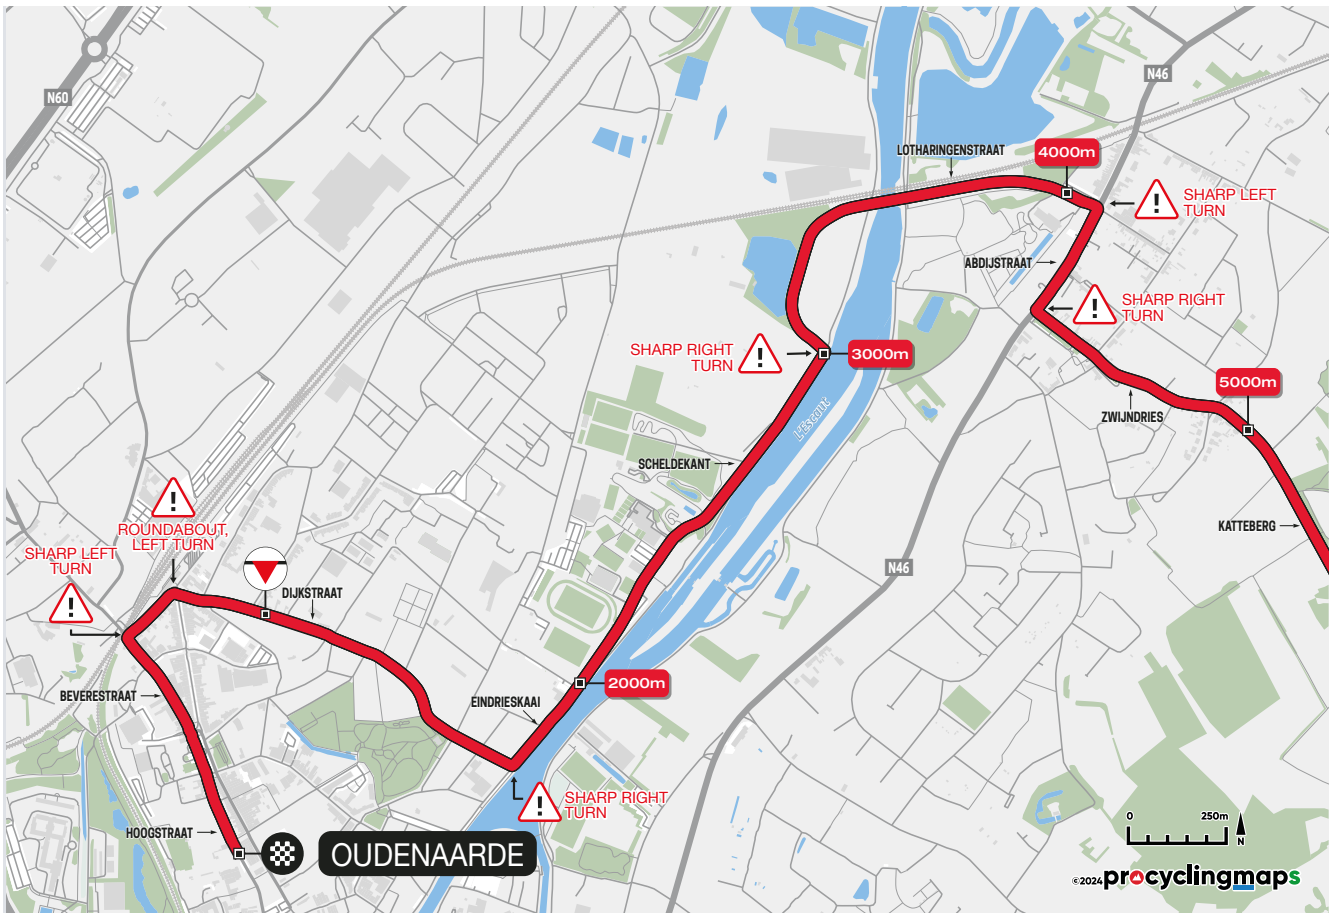 N60
N46
LOTHARINGENSTRAAT
4000m
SHARP LEFT
TURN
ABDIJSTRAAT
SHARP RIGHT
TURN
SHARP RIGHT
TURN
3000m
5000m
L'Escaut
ZWIJNDRIES
SCHELDEKANT
KATTEBERG
ROUNDABOUT,
LEFT TURN
SHARP LEFT
TURN
N46
DIJKSTRAAT
2000m
BEVERESTRAAT
EINDRIESKAAI
SHARP RIGHT
TURN
HOOGSTRAAT
OUDENAARDE
0 250m
N
©2024 procyclingmaps